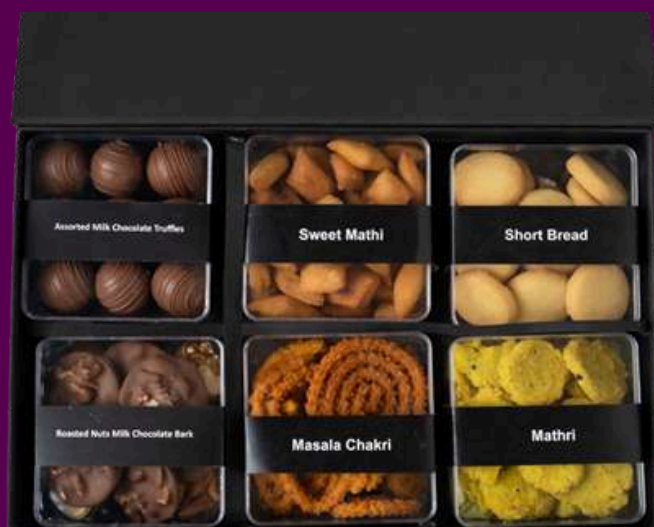 Assorted Milk Chocolate Truffles
Sweet Mathi
Short Bread
Roasted Nuts Milk Chocolate Bark
Masala Chakri
Mathri